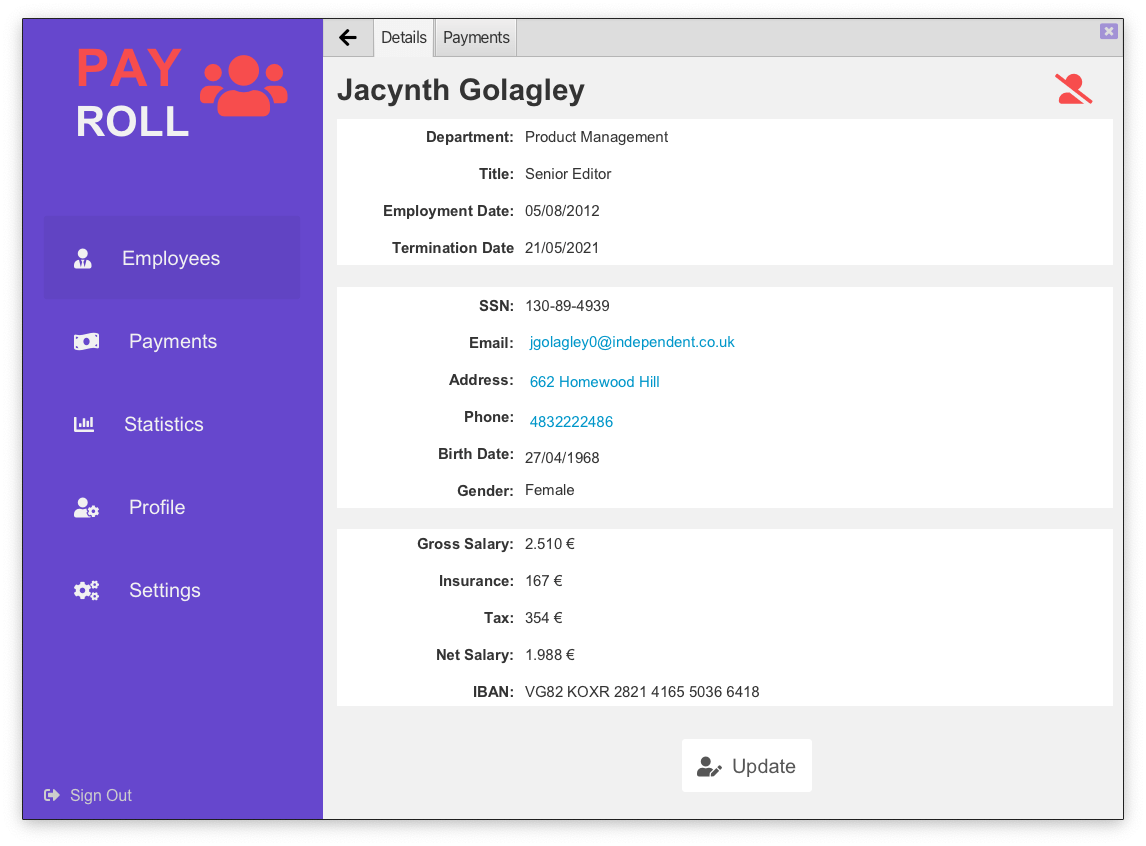 PAY
ROLL
Employees
Payments
Statistics
Profile
Settings
Sign Out
Details Payments
Jacynth Golagley
Department: Product Management
Title: Senior Editor
Employment Date: 05/08/2012
Termination Date 21/05/2021
SSN: 130-89-4939
Email: jgolagley0@independent.co.uk
Address: 662 Homewood Hill
Phone: 4832222486
Birth Date: 27/04/1968
Gender: Female
Gross Salary: 2.510 €
Insurance: 167 €
Tax: 354 €
Net Salary: 1.988 €
IBAN: VG82 KOXR 2821 4165 5036 6418
Update